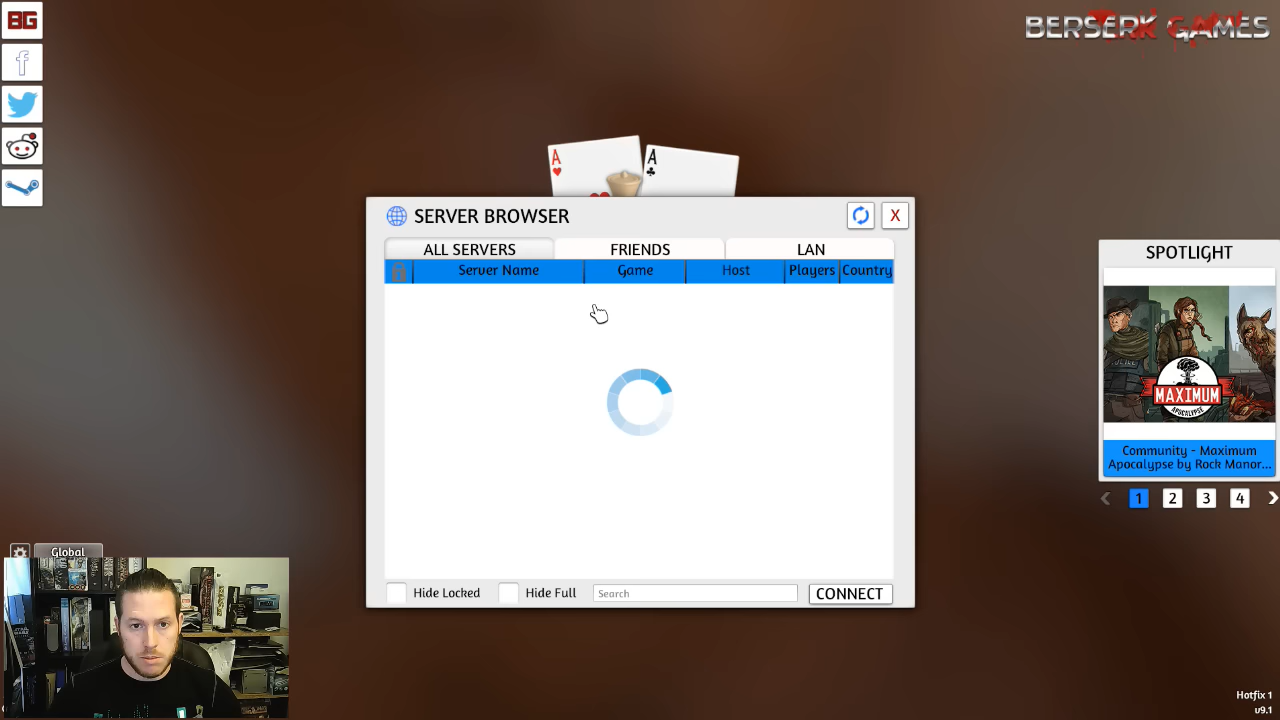 BG
BERSERK GAMES
A
A
SERVER BROWSER
X
ALL SERVERS
FRIENDS
LAN
Server Name
Game
Host
Players
Country
SPOTLIGHT
MAXIMUM
APOCALYPSE
Community - Maximum
Apocalypse by Rock Manor...
1
2
3
4
Global
Hide Locked
Hide Full
Search
CONNECT
Hotfix 1
v9.1